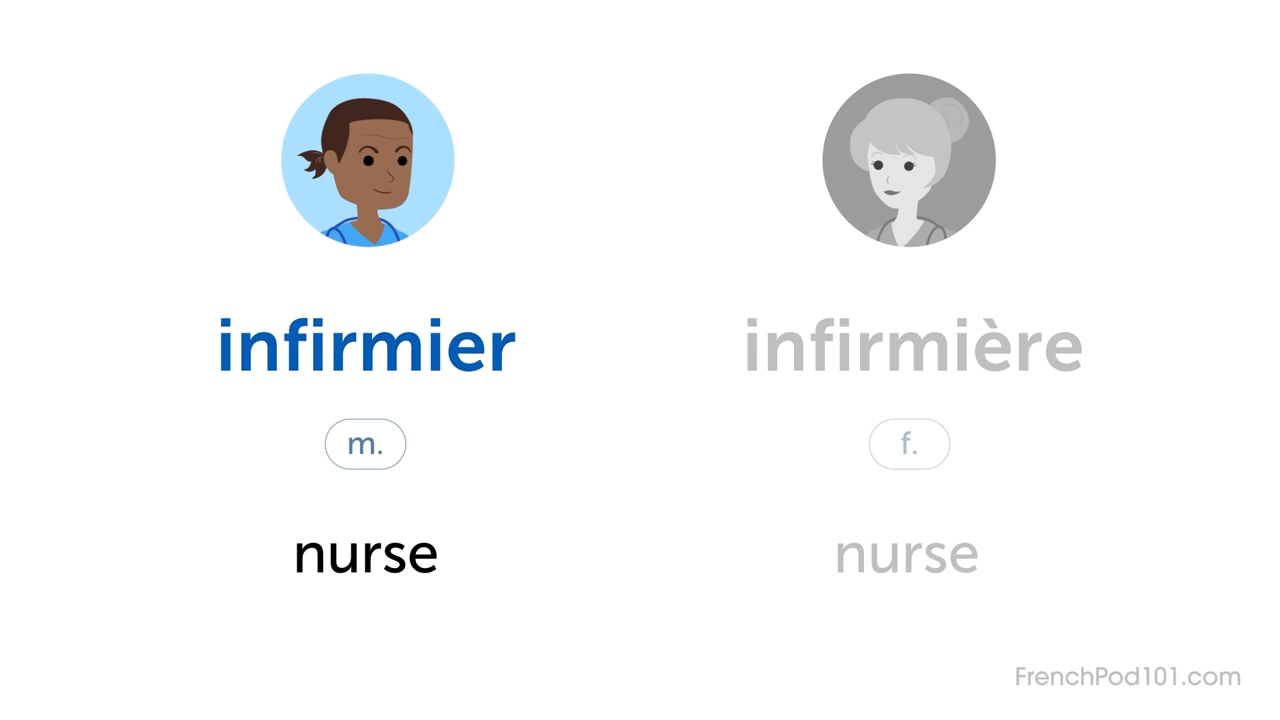 infirmier
m.
nurse
infirmière
f.
nurse
FrenchPod101.com